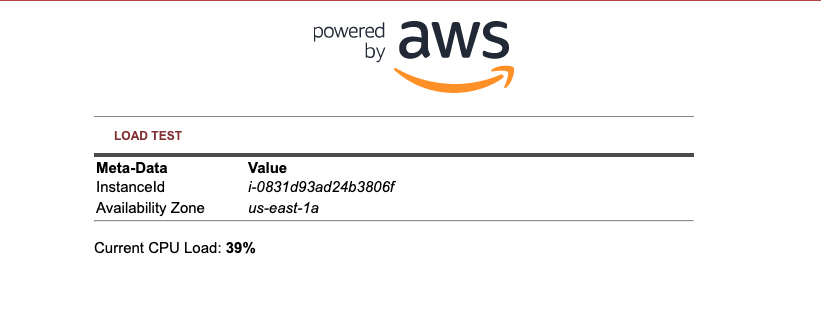 powered
by aws
LOAD TEST
Meta-Data Value
InstanceId i-0831d93ad24b3806f
Availability Zone us-east-1a
Current CPU Load: 39%